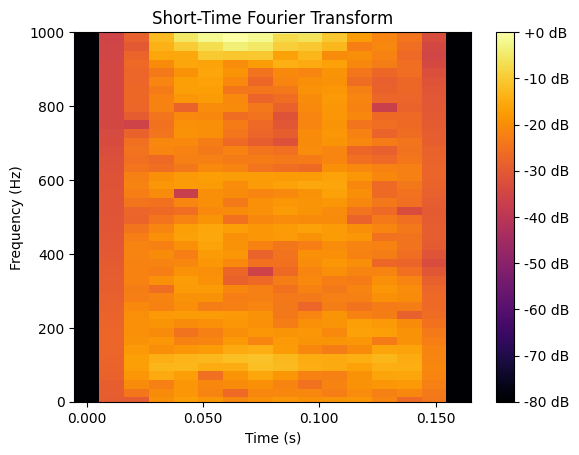 Short-Time Fourier Transform
Frequency (Hz)
1000
800
600
400
200
0
0.000
0.050
0.100
0.150
Time (s)
+0 dB
-10 dB
-20 dB
-30 dB
-40 dB
-50 dB
-60 dB
-70 dB
-80 dB